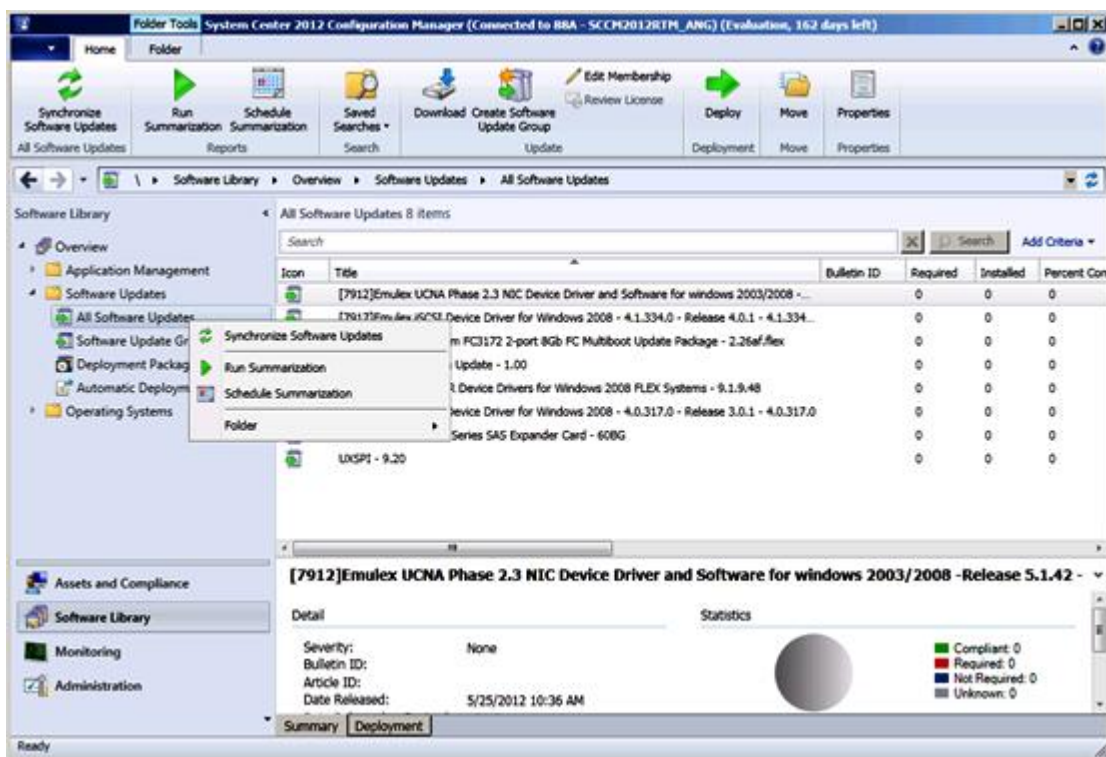 Folder Tools System Center 2012 Configuration Manager (Connected to 88A - SCCM2012RTM_ANG) (Evaluation, 162 days left)
Home Folder
Synchronize Software Updates
Run Summarization
Schedule Summarization
Saved Searches
Download
Create Software Update Group
Edit Membership
Review License
Deploy
Move
Properties
All Software Updates Reports Search Update Deployment Move Properties
\ Software Library Overview Software Updates All Software Updates
Software Library
All Software Updates 8 items
Search
Search Add Criteria
Overview
Application Management
Software Updates
All Software Updates
Software Update Gr
Deployment Packag
Automatic Deploym
Operating Systems
Synchronize Software Updates
Run Summarization
Schedule Summarization
Folder
Icon Title Bulletin ID Required Installed Percent Con
[7912]Emulex UCNA Phase 2.3 NIC Device Driver and Software for windows 2003/2008 -... 0 0 0
[7917]Emulex iSCSI Device Driver for Windows 2008 - 4.1.334.0 - Release 4.0.1 - 4.1.334... 0 0 0
m FC3172 2-port 8Gb FC Multiboot Update Package - 2.26af.flex 0 0 0
Update - 1.00 0 0 0
R Device Drivers for Windows 2008 FLEX Systems - 9.1.9.48 0 0 0
Device Driver for Windows 2008 - 4.0.317.0 - Release 3.0.1 - 4.0.317.0 0 0 0
Series SAS Expander Card - 608G 0 0 0
UXSPI - 9.20 0 0 0
Assets and Compliance
Software Library
Monitoring
Administration
[7912]Emulex UCNA Phase 2.3 NIC Device Driver and Software for windows 2003/2008 -Release 5.1.42 -
Detail
Severity: None
Bulletin ID:
Article ID:
Date Released: 5/25/2012 10:36 AM
Statistics
Compliant: 0
Required: 0
Not Required: 0
Unknown: 0
Summary Deployment
Ready